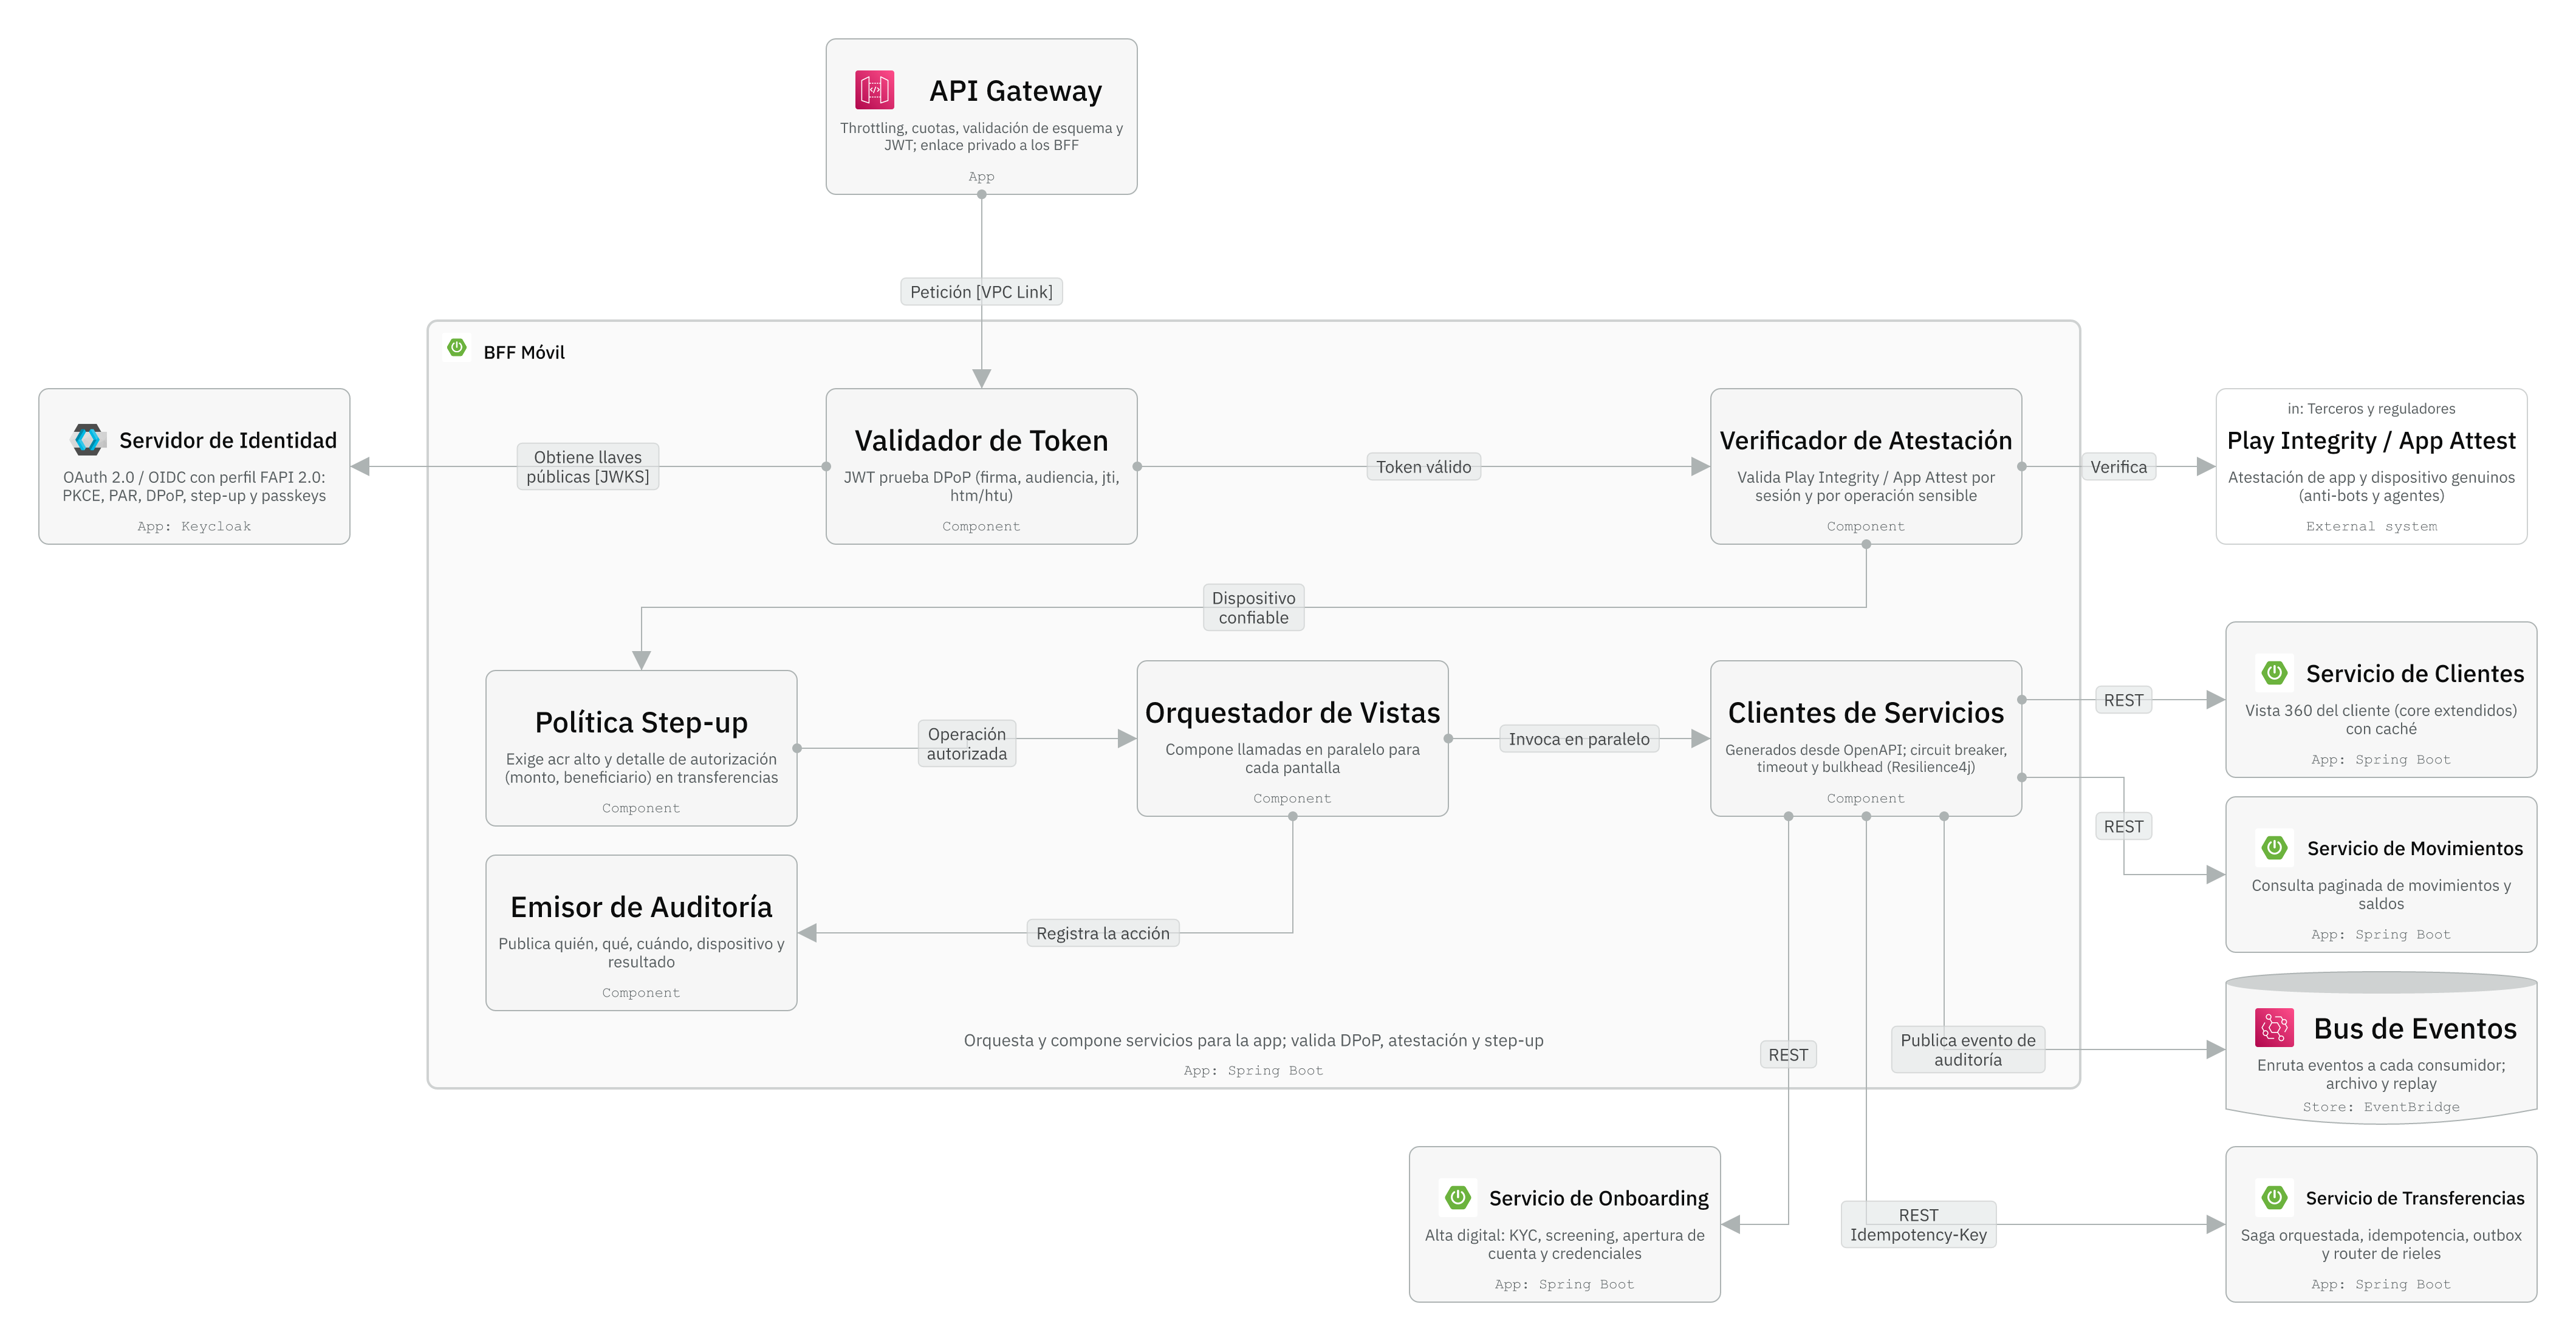 API Gateway
Throttling, cuotas, validación de esquema y
JWT; enlace privado a los BFF
App
Petición [VPC Link]
BFF Móvil
Servidor de Identidad
OAuth 2.0 / OIDC con perfil FAPI 2.0:
PKCE, PAR, DPoP, step-up y passkeys
App: Keycloak
Obtiene llaves
públicas [JWKS]
Validador de Token
JWT prueba DPoP (firma, audiencia, jti,
htm/htu)
Component
Token válido
Verificador de Atestación
Valida Play Integrity / App Attest por
sesión y por operación sensible
Component
Verifica
in: Terceros y reguladores
Play Integrity / App Attest
Atestación de app y dispositivo genuinos
(anti-bots y agentes)
External system
Dispositivo
confiable
Política Step-up
Exige acr alto y detalle de autorización
(monto, beneficiario) en transferencias
Component
Operación
autorizada
Orquestador de Vistas
Compone llamadas en paralelo para
cada pantalla
Component
Invoca en paralelo
Clientes de Servicios
Generados desde OpenAPI; circuit breaker,
timeout y bulkhead (Resilience4j)
Component
REST
Servicio de Clientes
Vista 360 del cliente (core extendidos)
con caché
App: Spring Boot
REST
Servicio de Movimientos
Consulta paginada de movimientos y
saldos
App: Spring Boot
Emisor de Auditoría
Publica quién, qué, cuándo, dispositivo y
resultado
Component
Registra la acción
Orquesta y compone servicios para la app; valida DPoP, atestación y step-up
App: Spring Boot
REST
Publica evento de
auditoría
Bus de Eventos
Enruta eventos a cada consumidor;
archivo y replay
Store: EventBridge
Servicio de Onboarding
Alta digital: KYC, screening, apertura de
cuenta y credenciales
App: Spring Boot
REST
Idempotency-Key
Servicio de Transferencias
Saga orquestada, idempotencia, outbox
y router de rieles
App: Spring Boot